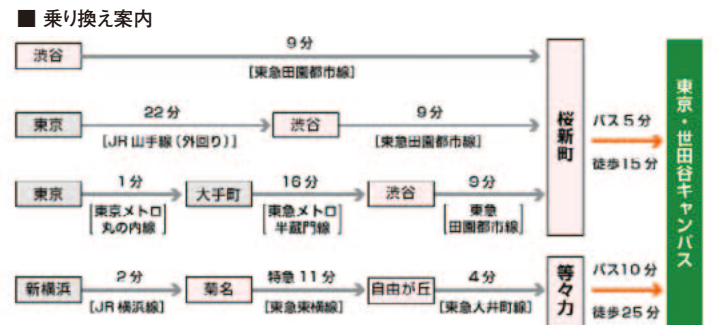 ■ 乗り換え案内
渋谷
9分
[東急田園都市線]
東京
22分
[JR 山手線(外回り)]
渋谷
9分
[東急田園都市線]
東京
1分
[東京メトロ
丸の内線]
大手町
16分
[東急メトロ
半蔵門線]
渋谷
9分
[東急
田園都市線]
桜新町
バス5分
徒歩15分
新横浜
2分
[JR 横浜線]
菊名
特急 11分
[東急東横線]
自由が丘
4分
[東急大井町線]
等々力
バス10分
徒歩25分
東京・世田谷キャンパス